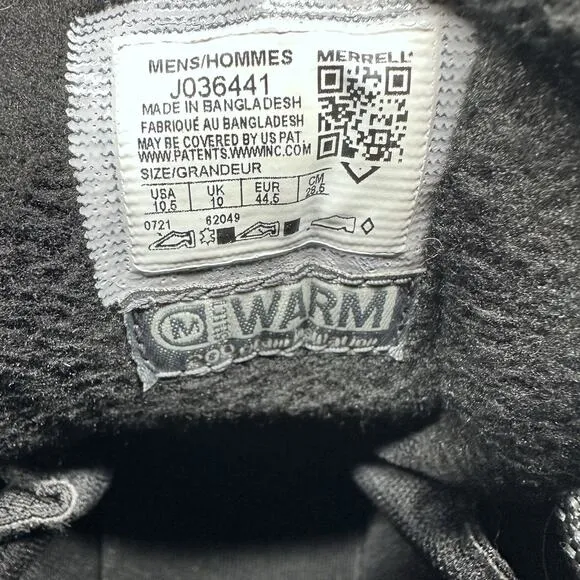 MENS/HOMMES MERRELL
J036441
MADE IN BANGLADESH
FABRIQUÉ AU BANGLADESH
MAY BE COVERED BY US PAT.
WWW.PATENTS.WWWINC.COM
SIZE/GRANDEUR
USA UK EUR CM
10.5 10 44.5 28.5
0721 62049
M WARM